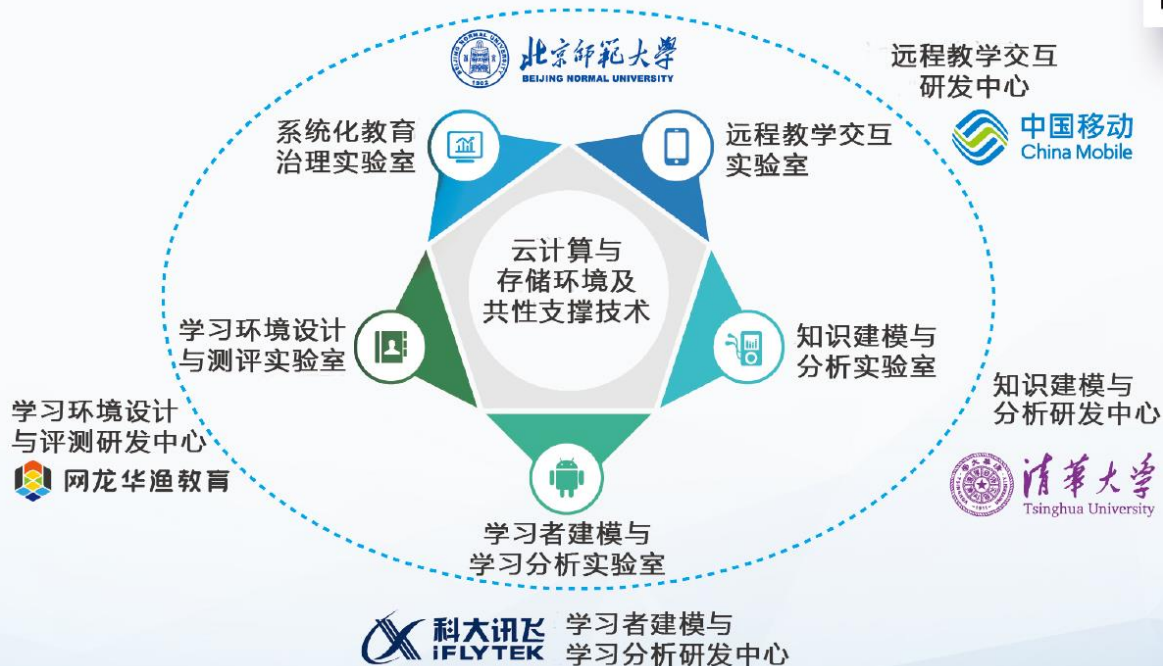 北京师范大学
BEIJING NORMAL UNIVERSITY
1902
远程教学交互
研发中心
中国移动
China Mobile
系统化教育
治理实验室
远程教学交互
实验室
云计算与
存储环境及
共性支撑技术
学习环境设计
与测评实验室
知识建模与
分析实验室
学习环境设计
与评测研发中心
网龙华渔教育
知识建模与
分析研发中心
清华大学
Tsinghua University
学习者建模与
学习分析实验室
科大讯飞
iFLYTEK
学习者建模与
学习分析研发中心